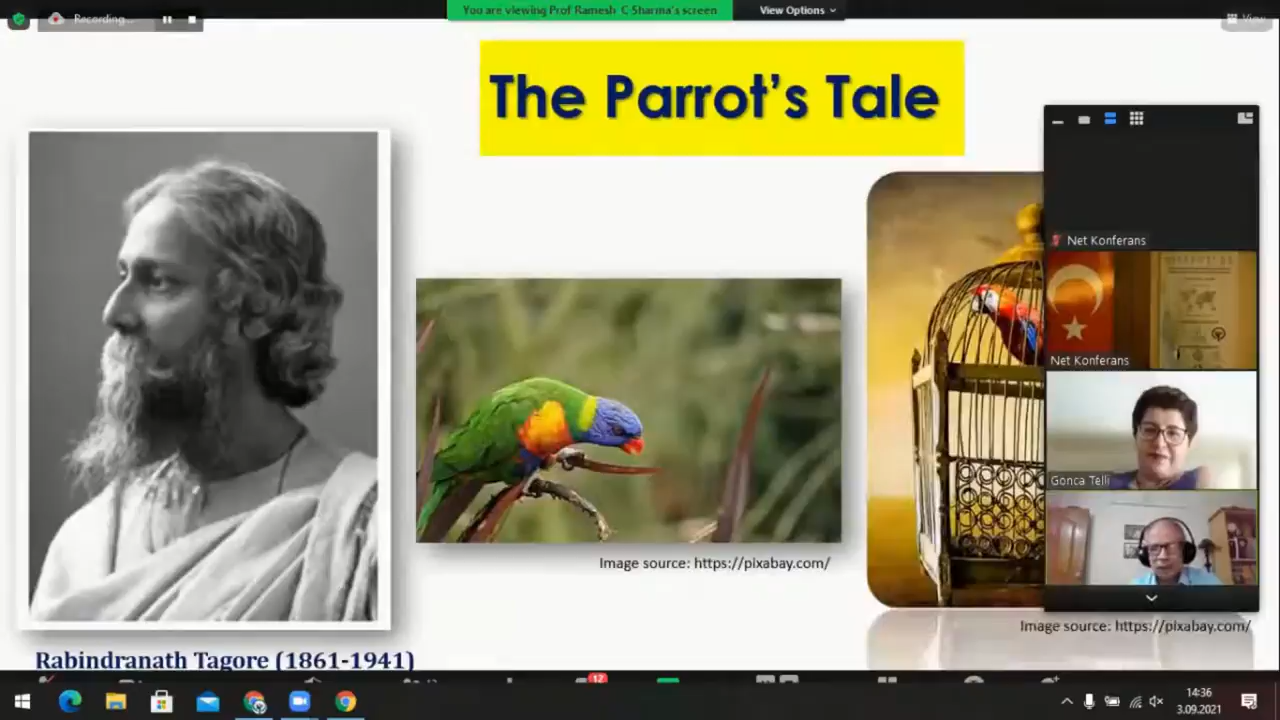 Recording...
You are viewing Prof Ramesh C Sharma's screen
View Options
View
The Parrot's Tale
Net Konferans
Net Konferans
Gonca Telli
Image source: https://pixabay.com/
Image source: https://pixabay.com/
Rabindranath Tagore (1861-1941)
12
14:36
3.09.2021